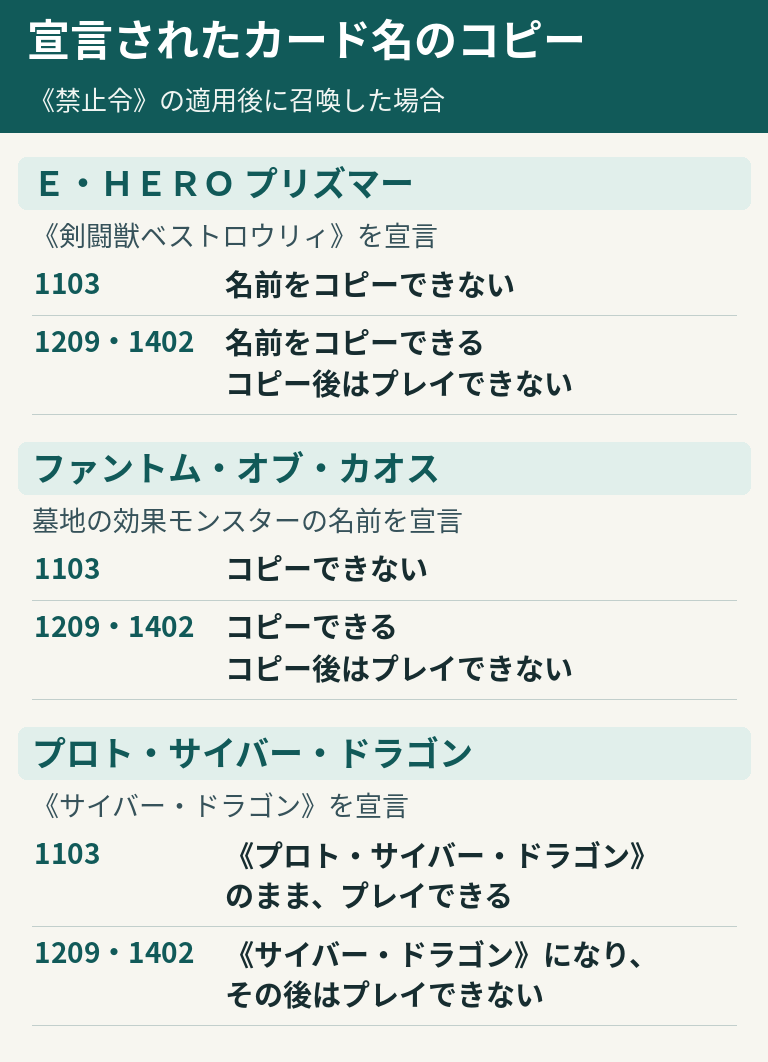 宣言されたカード名のコピー
《禁止令》の適用後に召喚した場合
Ｅ・ＨＥＲＯ プリズマー
《剣闘獣ベストロウリィ》を宣言
1103 名前をコピーできない
1209・1402 名前をコピーできる
コピー後はプレイできない
ファントム・オブ・カオス
墓地の効果モンスターの名前を宣言
1103 コピーできない
1209・1402 コピーできる
コピー後はプレイできない
プロト・サイバー・ドラゴン
《サイバー・ドラゴン》を宣言
1103 《プロト・サイバー・ドラゴン》
のまま、プレイできる
1209・1402 《サイバー・ドラゴン》になり、
その後はプレイできない